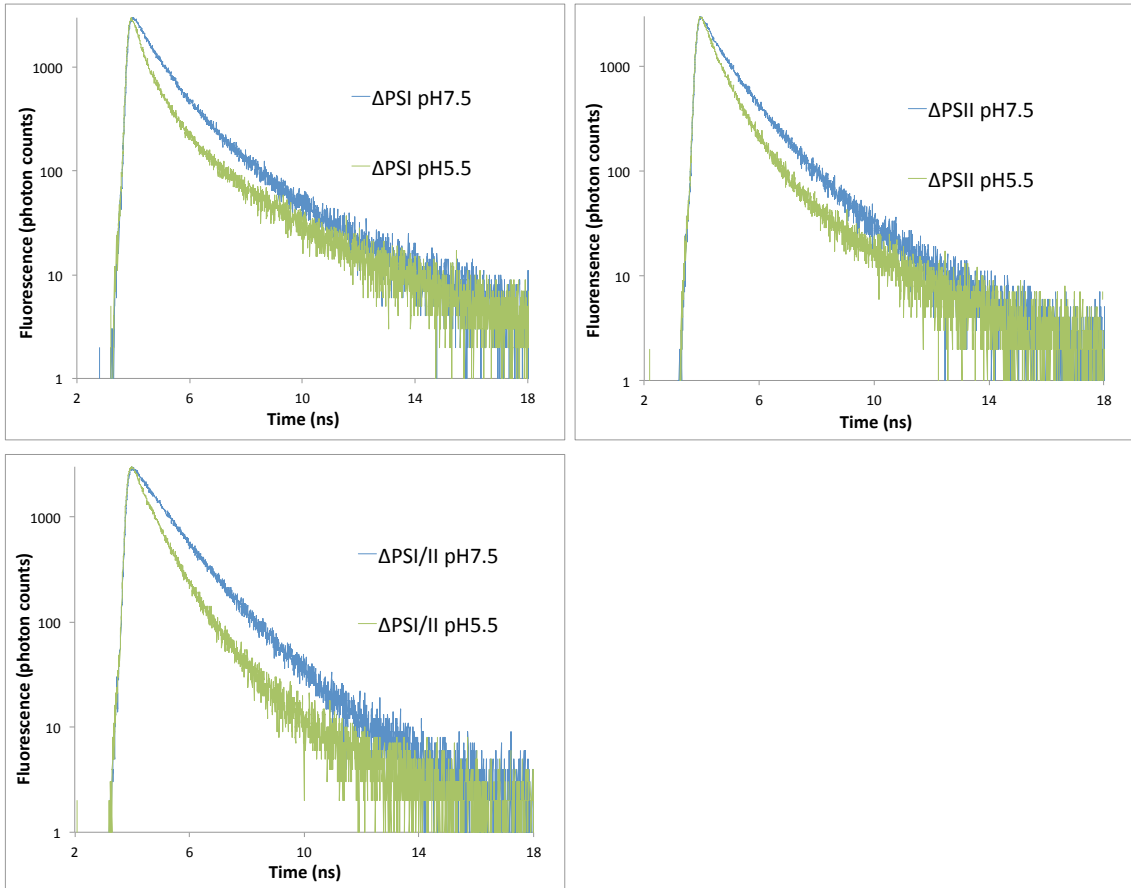 Fluorescence (photon counts)
1000
100
10
1
2
6
10
14
18
Time (ns)
ΔPSI pH7.5
ΔPSI pH5.5
Fluorensence (photon counts)
1000
100
10
1
2
6
10
14
18
Time (ns)
ΔPSII pH7.5
ΔPSII pH5.5
Fluorescence (photon counts)
1000
100
10
1
2
6
10
14
18
Time (ns)
ΔPSI/II pH7.5
ΔPSI/II pH5.5